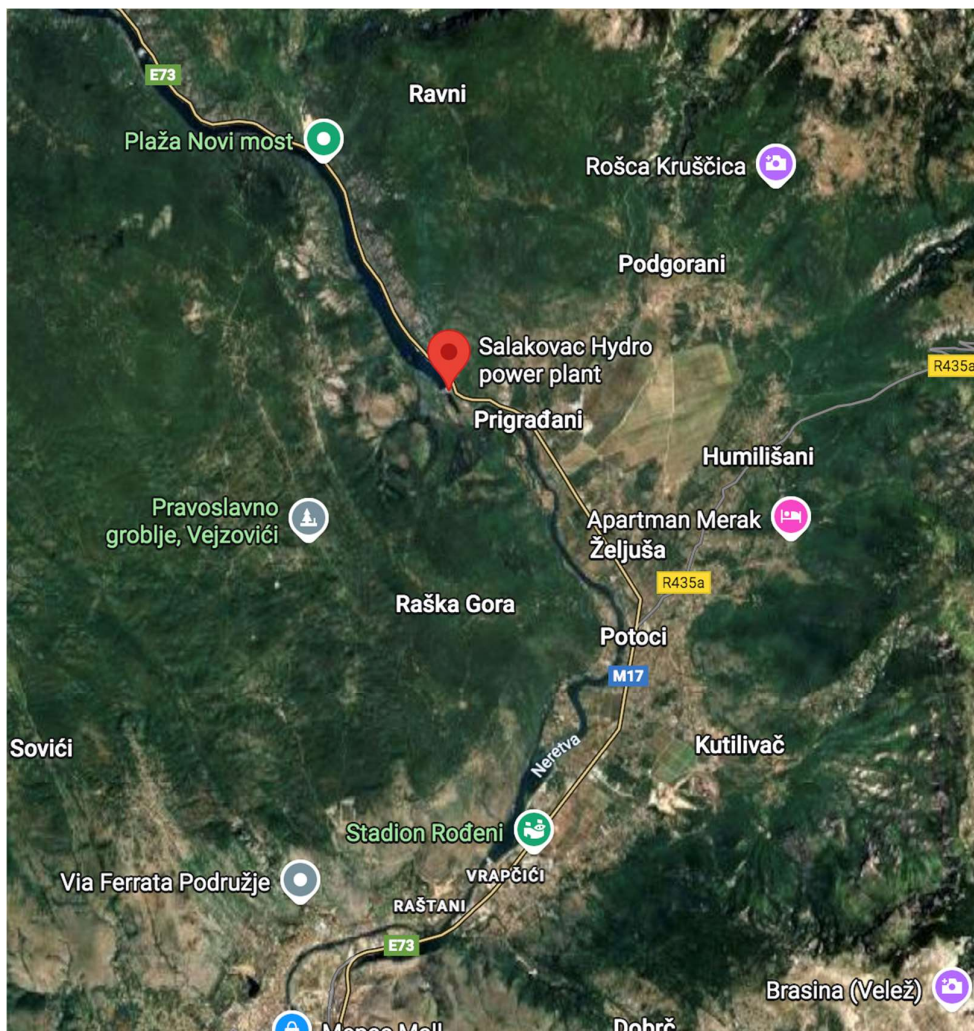 E73
Ravni
Plaža Novi most
Rošca Kruščica
Podgorani
Salakovac Hydro
power plant
R435a
Prigrađani
Humilišani
Pravoslavno
groblje, Vejzovići
Apartman Merak
Željuša
R435a
Raška Gora
Potoci
M17
Sovići
Kutilivač
Neretva
Stadion Rođeni
VRAPČIĆI
Via Ferrata Podružje
RAŠTANI
E73
Brasina (Velež)
Mall